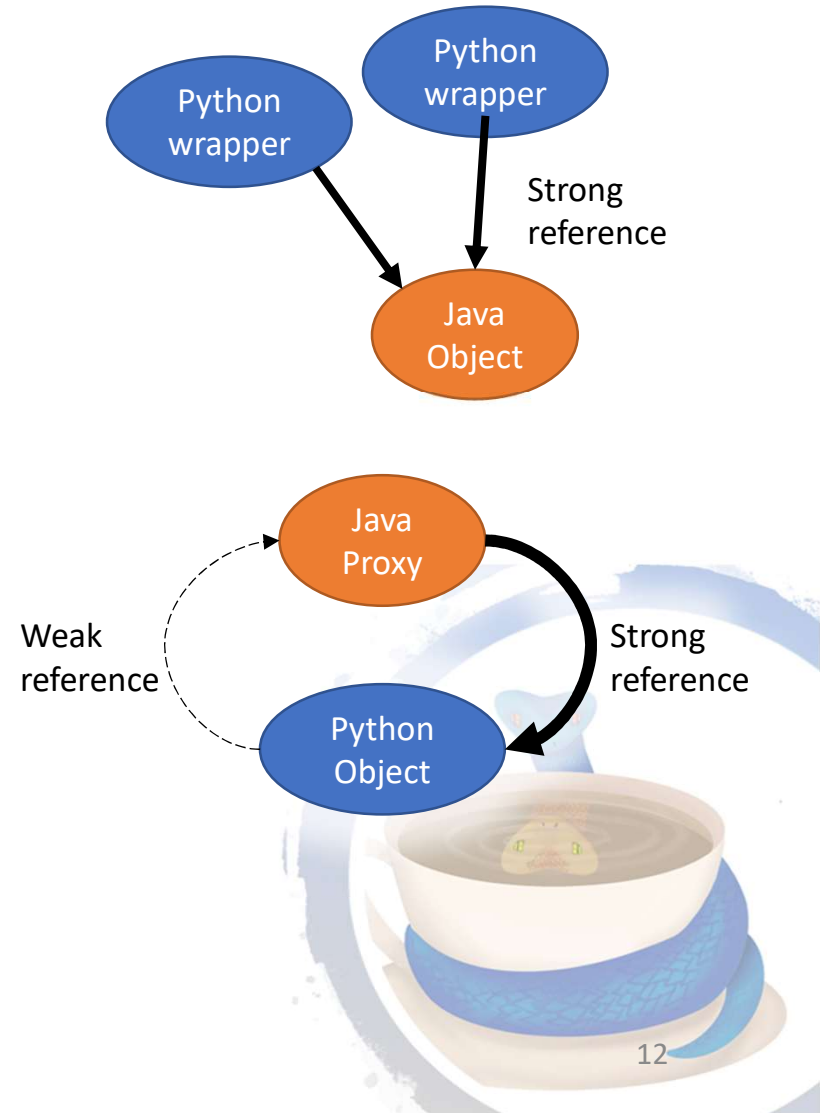 Python
wrapper
Python
wrapper
Strong
reference
Java
Object
Java
Proxy
Weak
reference
Strong
reference
Python
Object
12